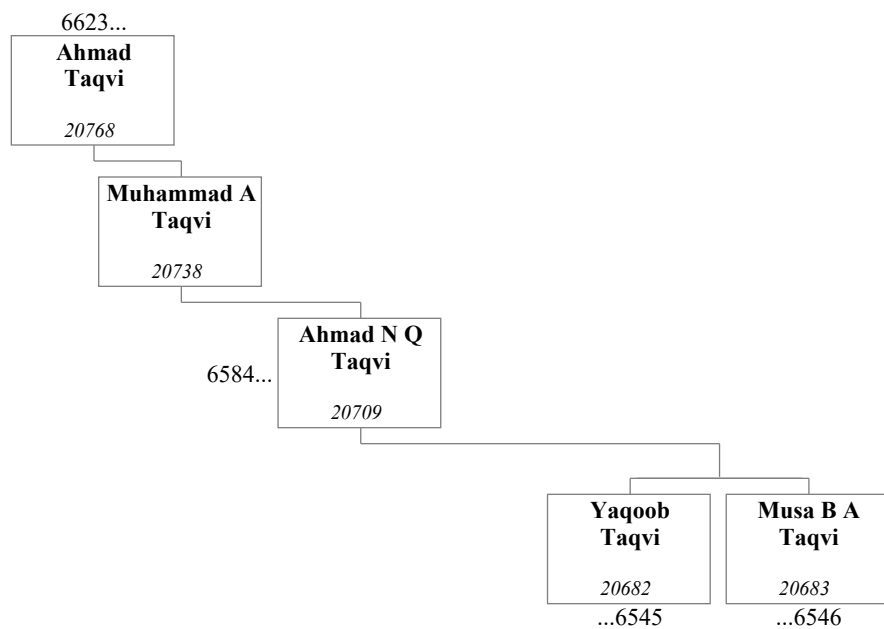 6623...
Ahmad
Taqvi
20768
Muhammad A
Taqvi
20738
Ahmad N Q
Taqvi
6584...
20709
Yaqoob
Taqvi
20682
...6545
Musa B A
Taqvi
20683
...6546